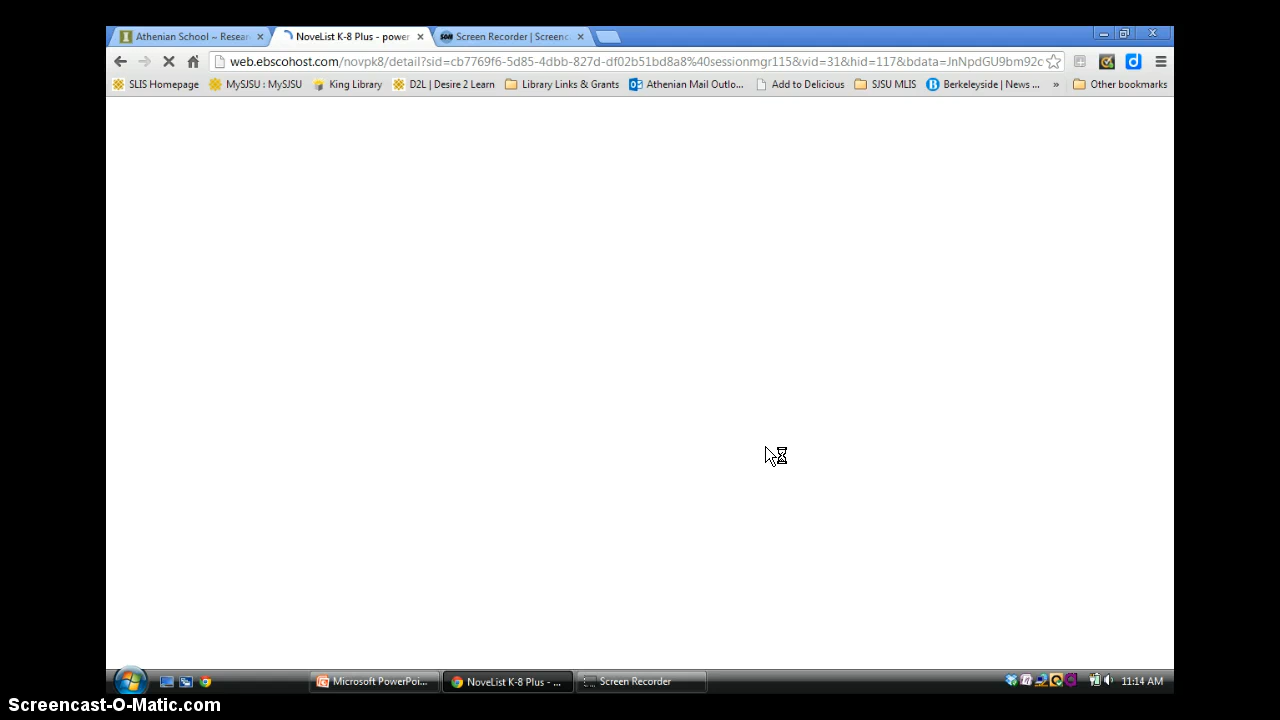 Athenian School ~ Resear
NoveList K-8 Plus - power
Screen Recorder | Screenc
web.ebscohost.com/novpk8/detail?sid=cbf769f6-5d85-4dbb-827d-df02b51bd8a8%40sessionmgr115&vid=31&hid=117&bdata=JnNpdGU9bm92c
SLIS Homepage
MySJSU : MySJSU
King Library
D2L | Desire 2 Learn
Library Links & Grants
Athenian Mail Outlo...
Add to Delicious
SJSU MLIS
Berkeleyside | News ...
»
Other bookmarks
Microsoft PowerPoi...
NoveList K-8 Plus - ...
Screen Recorder
11:14 AM
Screencast-O-Matic.com